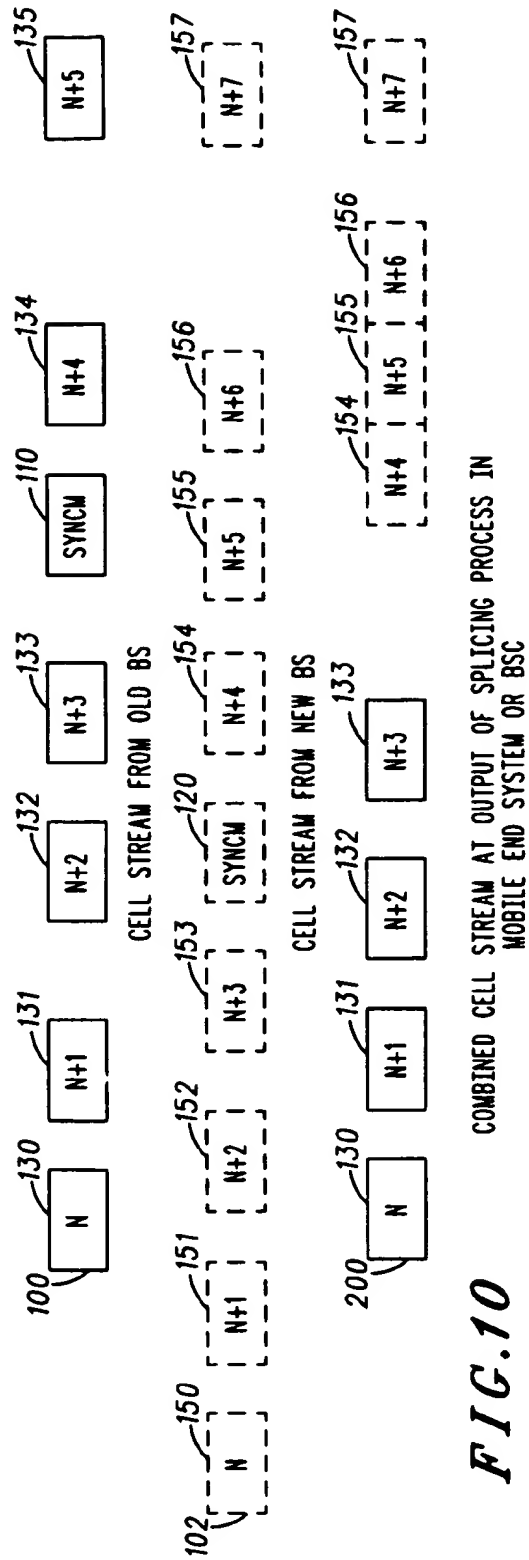 130 131 132 133 110 134 135
N N+1 N+2 N+3 SYNCM N+4 N+5
100
CELL STREAM FROM OLD BS
150 151 152 153 120 154 155 156 157
N N+1 N+2 N+3 SYNCM N+4 N+5 N+6 N+7
102
CELL STREAM FROM NEW BS
130 131 132 133 154 155 156 157
N N+1 N+2 N+3 N+4 N+5 N+6 N+7
200
COMBINED CELL STREAM AT OUTPUT OF SPLICING PROCESS IN
MOBILE END SYSTEM OR BSC
FIG.10